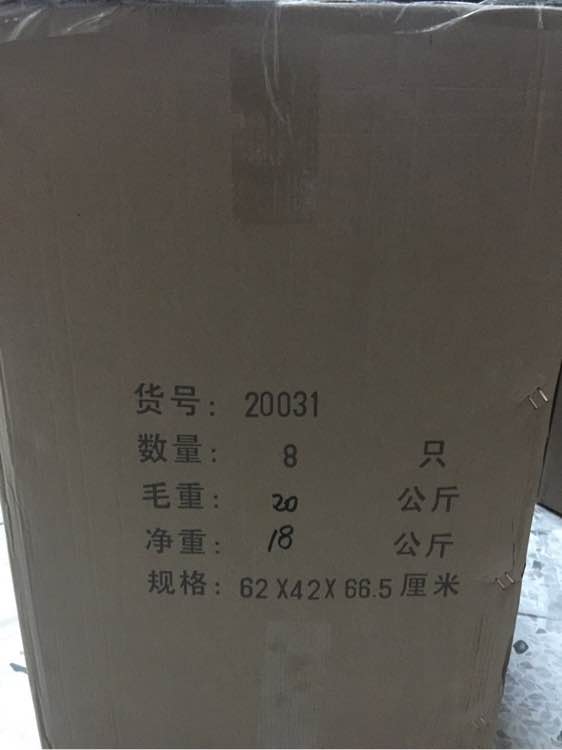 货号: 20031
数量: 8 只
毛重: 20 公斤
净重: 18 公斤
规格: 62X42X66.5厘米